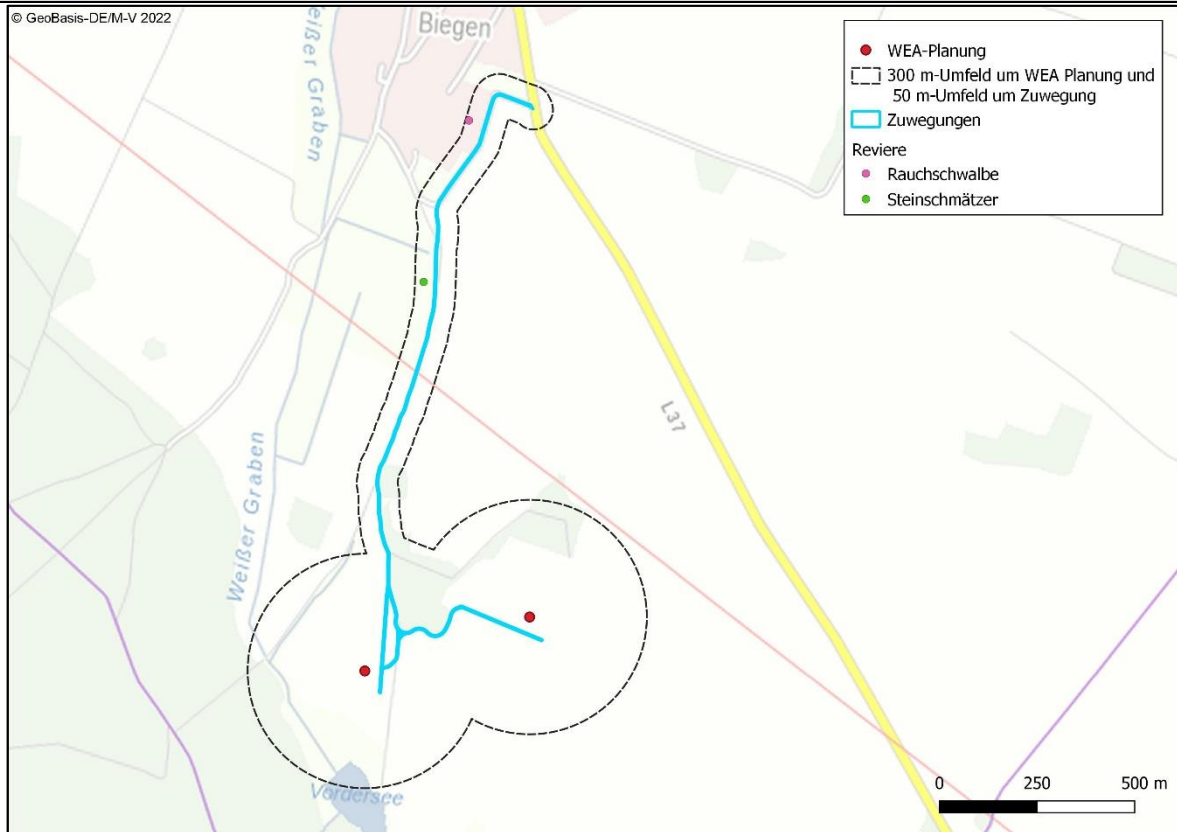 © GeoBasis-DE/M-V 2022
Weißer Graben
Biegen
WEA-Planung
300 m-Umfeld um WEA Planung und
50 m-Umfeld um Zuwegung
Zuwegungen
Reviere
Rauchschwalbe
Steinschmätzer
L37
Weißer Graben
Vordersee
0 250 500 m